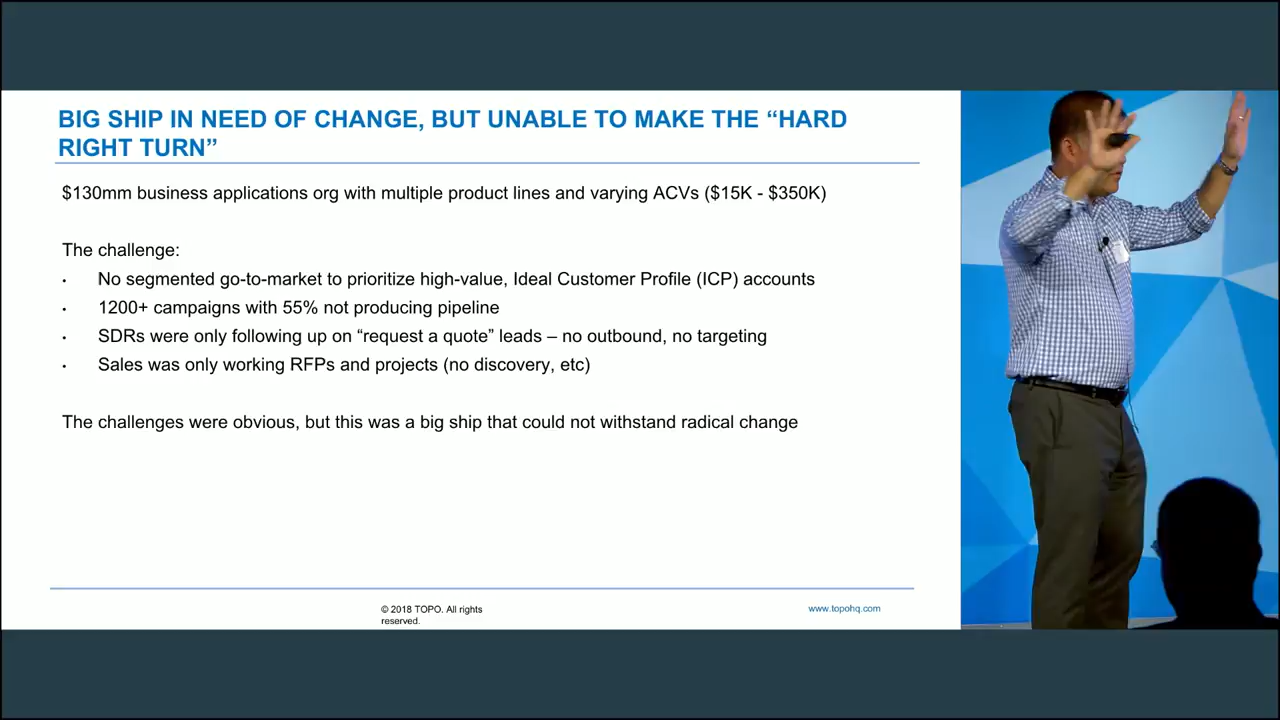 BIG SHIP IN NEED OF CHANGE, BUT UNABLE TO MAKE THE “HARD
RIGHT TURN”
$130mm business applications org with multiple product lines and varying ACVs ($15K - $350K)
The challenge:
• No segmented go-to-market to prioritize high-value, Ideal Customer Profile (ICP) accounts
• 1200+ campaigns with 55% not producing pipeline
• SDRs were only following up on “request a quote” leads – no outbound, no targeting
• Sales was only working RFPs and projects (no discovery, etc)
The challenges were obvious, but this was a big ship that could not withstand radical change
© 2018 TOPO. All rights
reserved.
www.topohq.com